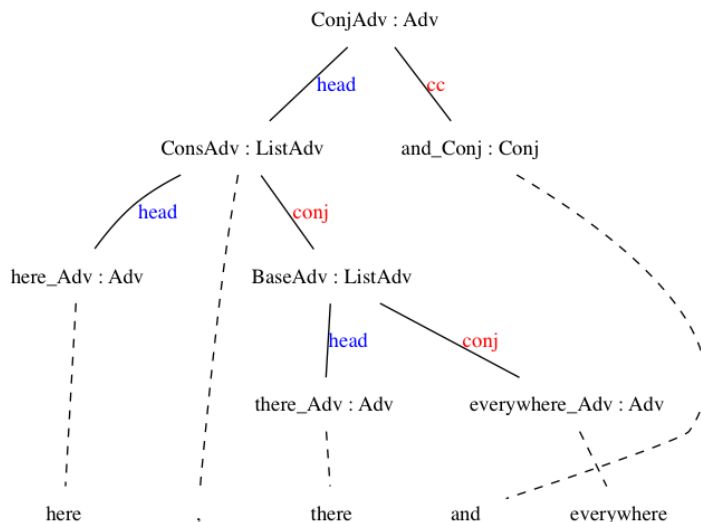 ConjAdv : Adv
head cc
ConsAdv : ListAdv and_Conj : Conj
head conj
here_Adv : Adv BaseAdv : ListAdv
head conj
there_Adv : Adv everywhere_Adv : Adv
here , there and everywhere